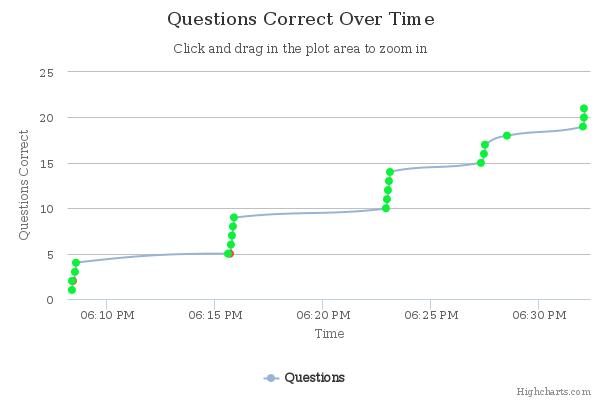 Questions Correct Over Time
Click and drag in the plot area to zoom in
Questions Correct
25
20
15
10
5
0
06:10 PM 06:15 PM 06:20 PM 06:25 PM 06:30 PM
Time
Questions
Highcharts.com